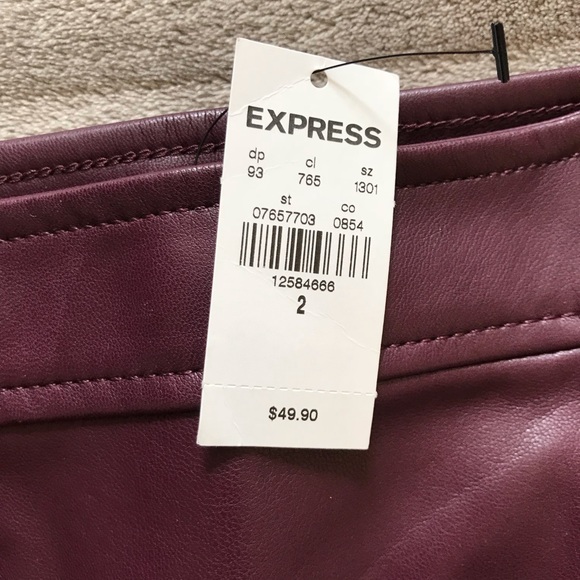 EXPRESS
dp cl sz
93 765 1301
st co
07657703 0854
12584666
2
$49.90